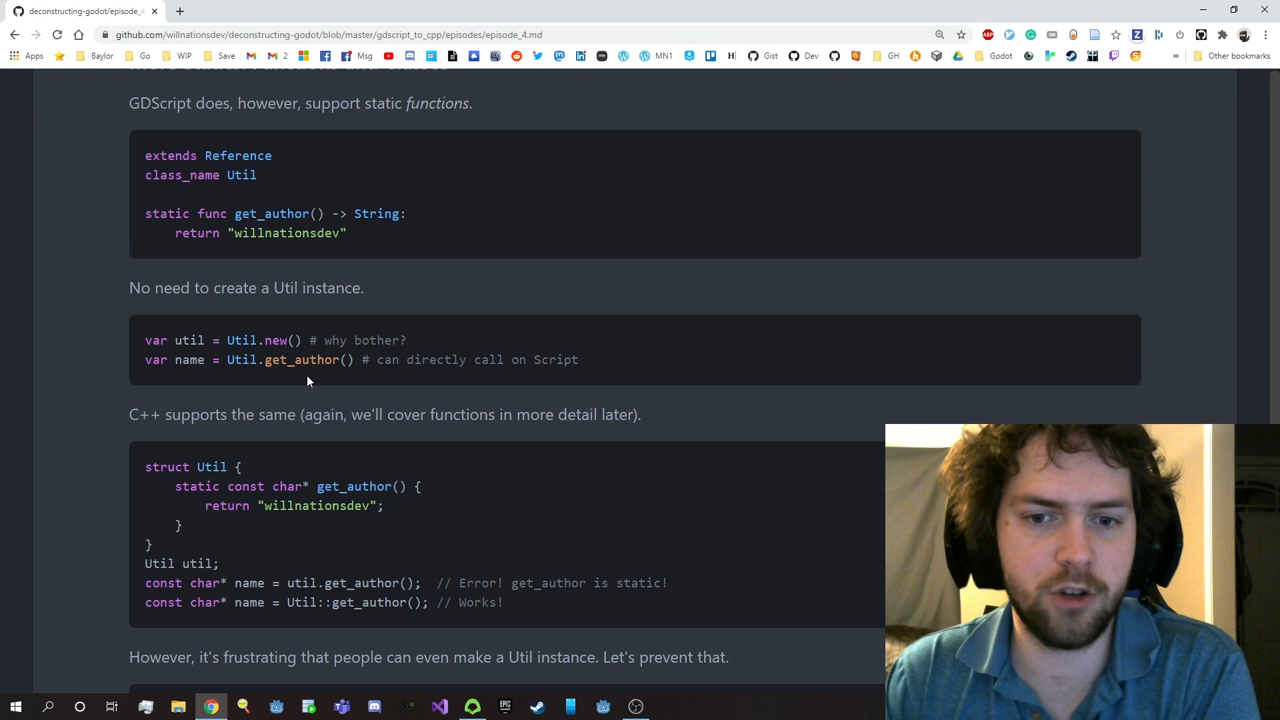 deconstructing-godot/episode_4
github.com/willnationsdev/deconstructing-godot/blob/master/gdscript_to_cpp/episodes/episode_4.md
Apps Baylor Go WIP Save M 2 Msg MN1 Gist Dev GH Godot » Other bookmarks
GDScript does, however, support static functions.
extends Reference
class_name Util
static func get_author() -> String:
return "willnationsdev"
No need to create a Util instance.
var util = Util.new() # why bother?
var name = Util.get_author() # can directly call on Script
C++ supports the same (again, we'll cover functions in more detail later).
struct Util {
static const char* get_author() {
return "willnationsdev";
}
}
Util util;
const char* name = util.get_author(); // Error! get_author is static!
const char* name = Util::get_author(); // Works!
However, it's frustrating that people can even make a Util instance. Let's prevent that.